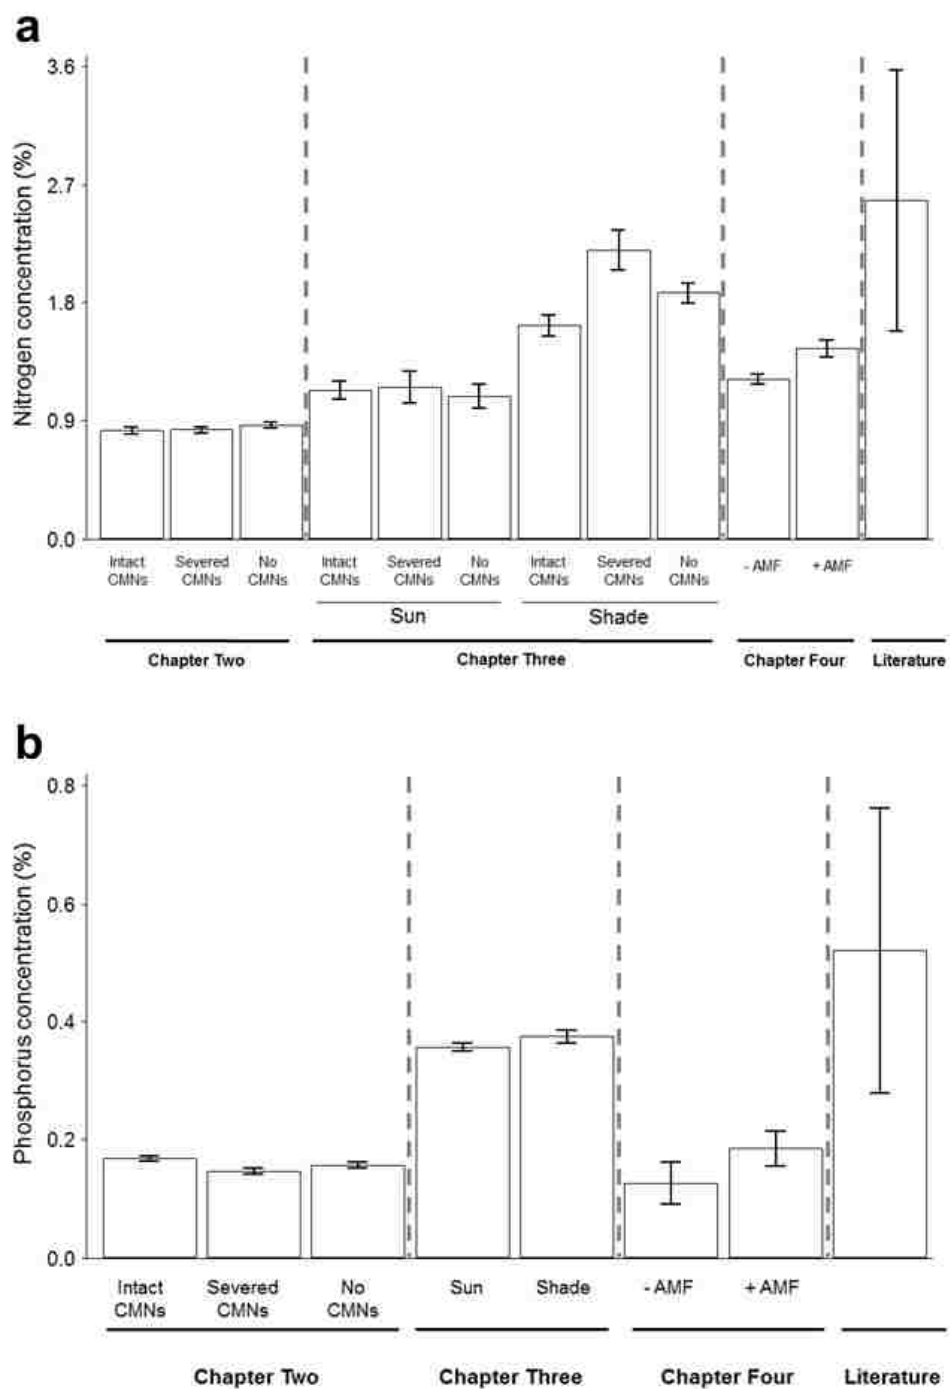 a
Nitrogen concentration (%)
3.6
2.7
1.8
0.9
0.0
Intact CMNs
Severed CMNs
No CMNs
Intact CMNs
Severed CMNs
No CMNs
Intact CMNs
Severed CMNs
No CMNs
- AMF
+ AMF
Sun
Shade
Chapter Two
Chapter Three
Chapter Four
Literature
b
Phosphorus concentration (%)
0.8
0.6
0.4
0.2
0.0
Intact CMNs
Severed CMNs
No CMNs
Sun
Shade
- AMF
+ AMF
Chapter Two
Chapter Three
Chapter Four
Literature